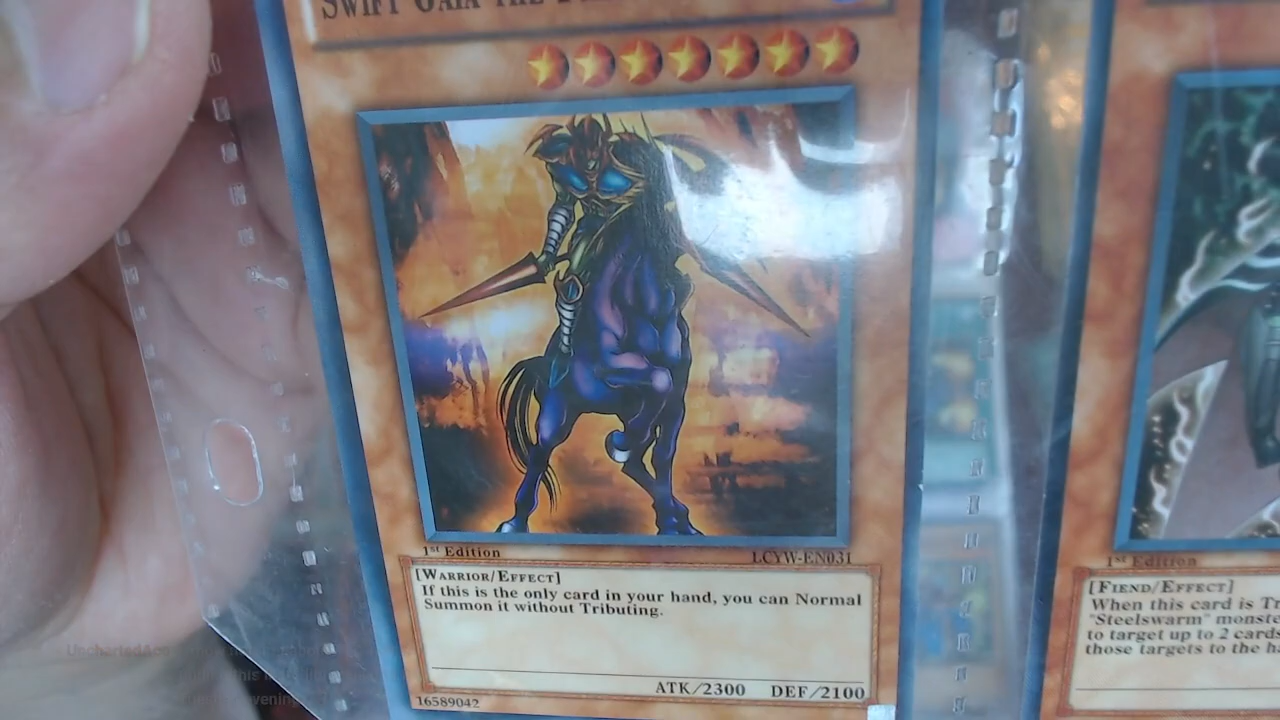 SWIFT GAIA THE
1st Edition
LCYW-EN031
[WARRIOR/EFFECT]
If this is the only card in your hand, you can Normal
Summon it without Tributing.
ATK/2300 DEF/2100
16589042
1st Edition
[FIEND/EFFECT]
When this card is
"Steelswarm"
to target up to 2 cards
those targets to the